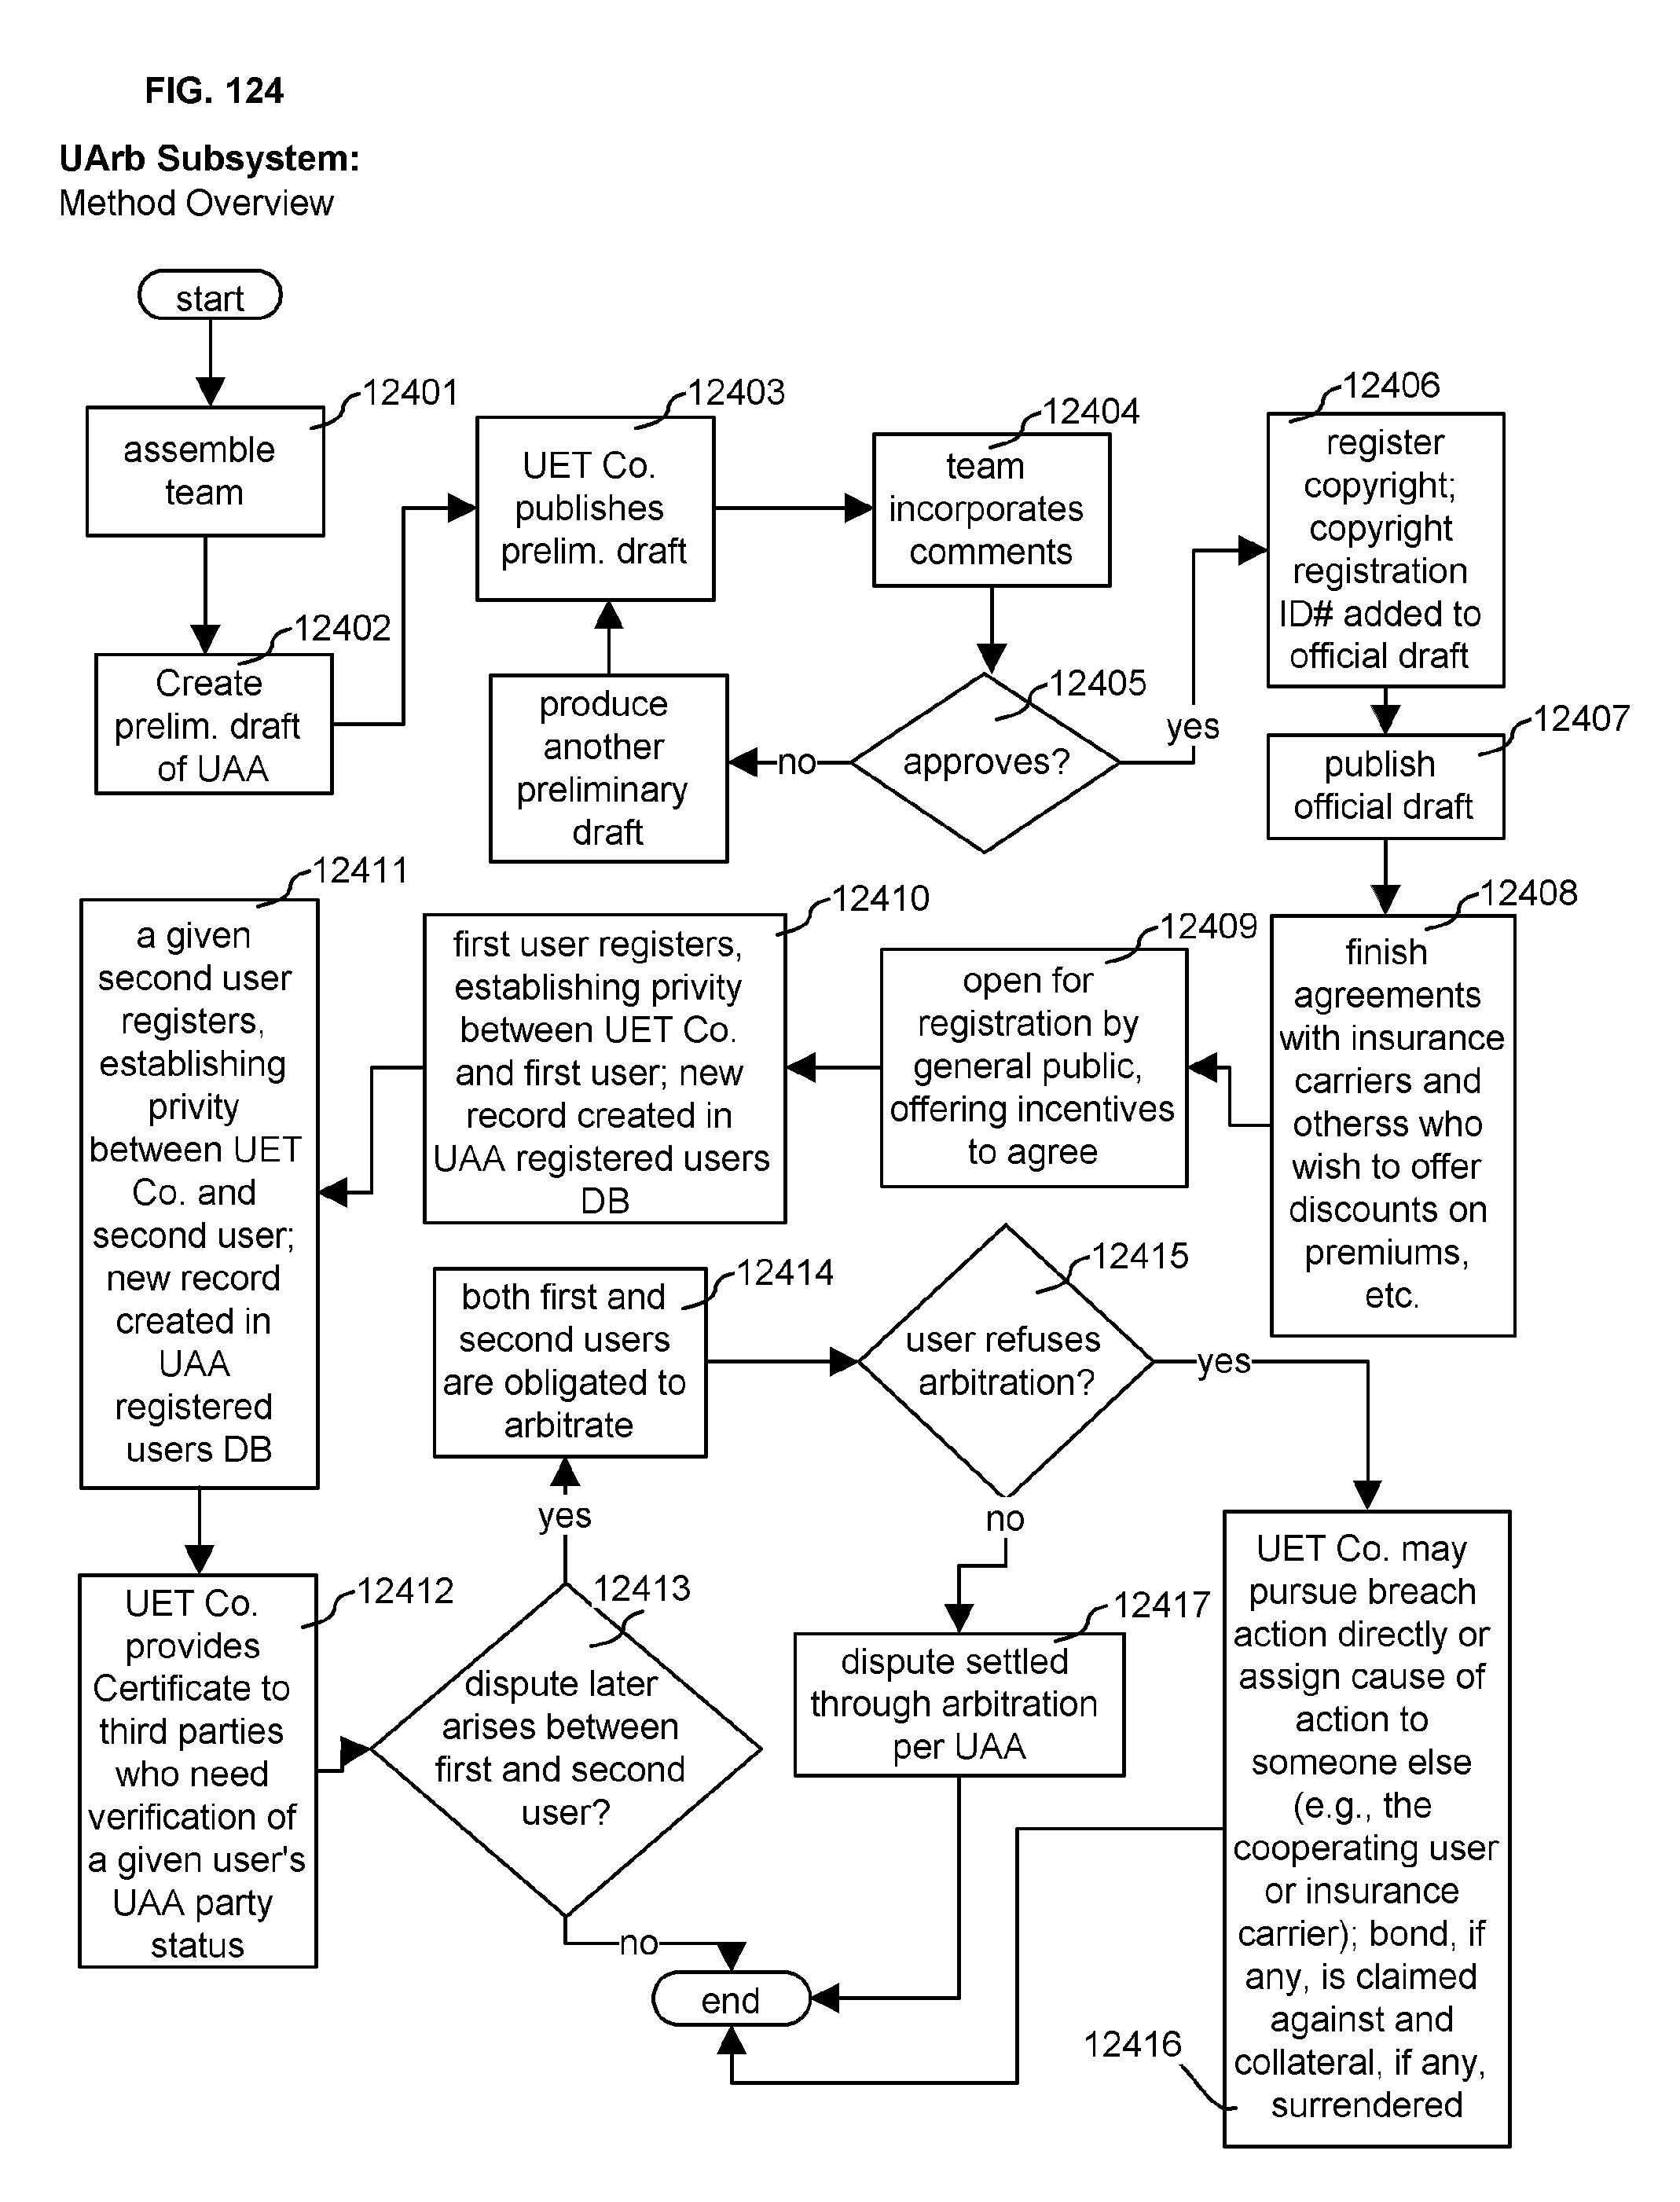 FIG. 124
UArb Subsystem:
Method Overview
start
12401
assemble
team
12402
Create
prelim. draft
of UAA
12403
UET Co.
publishes
prelim. draft
12404
team
incorporates
comments
12405
approves?
no
produce
another
preliminary
draft
yes
12406
register
copyright;
copyright
registration
ID# added to
official draft
12407
publish
official draft
12408
finish
agreements
with insurance
carriers and
otherss who
wish to offer
discounts on
premiums,
etc.
12409
open for
registration by
general public,
offering incentives
to agree
12410
first user registers,
establishing privity
between UET Co.
and first user; new
record created in
UAA registered users
DB
12411
a given
second user
registers,
establishing
privity
between UET
Co. and
second user;
new record
created in
UAA
registered
users DB
12412
UET Co.
provides
Certificate to
third parties
who need
verification of
a given user's
UAA party
status
12413
dispute later
arises between
first and second
user?
yes
no
12414
both first and
second users
are obligated to
arbitrate
12415
user refuses
arbitration?
yes
no
12417
dispute settled
through arbitration
per UAA
12416
UET Co. may
pursue breach
action directly or
assign cause of
action to
someone else
(e.g., the
cooperating user
or insurance
carrier); bond, if
any, is claimed
against and
collateral, if any,
surrendered
end